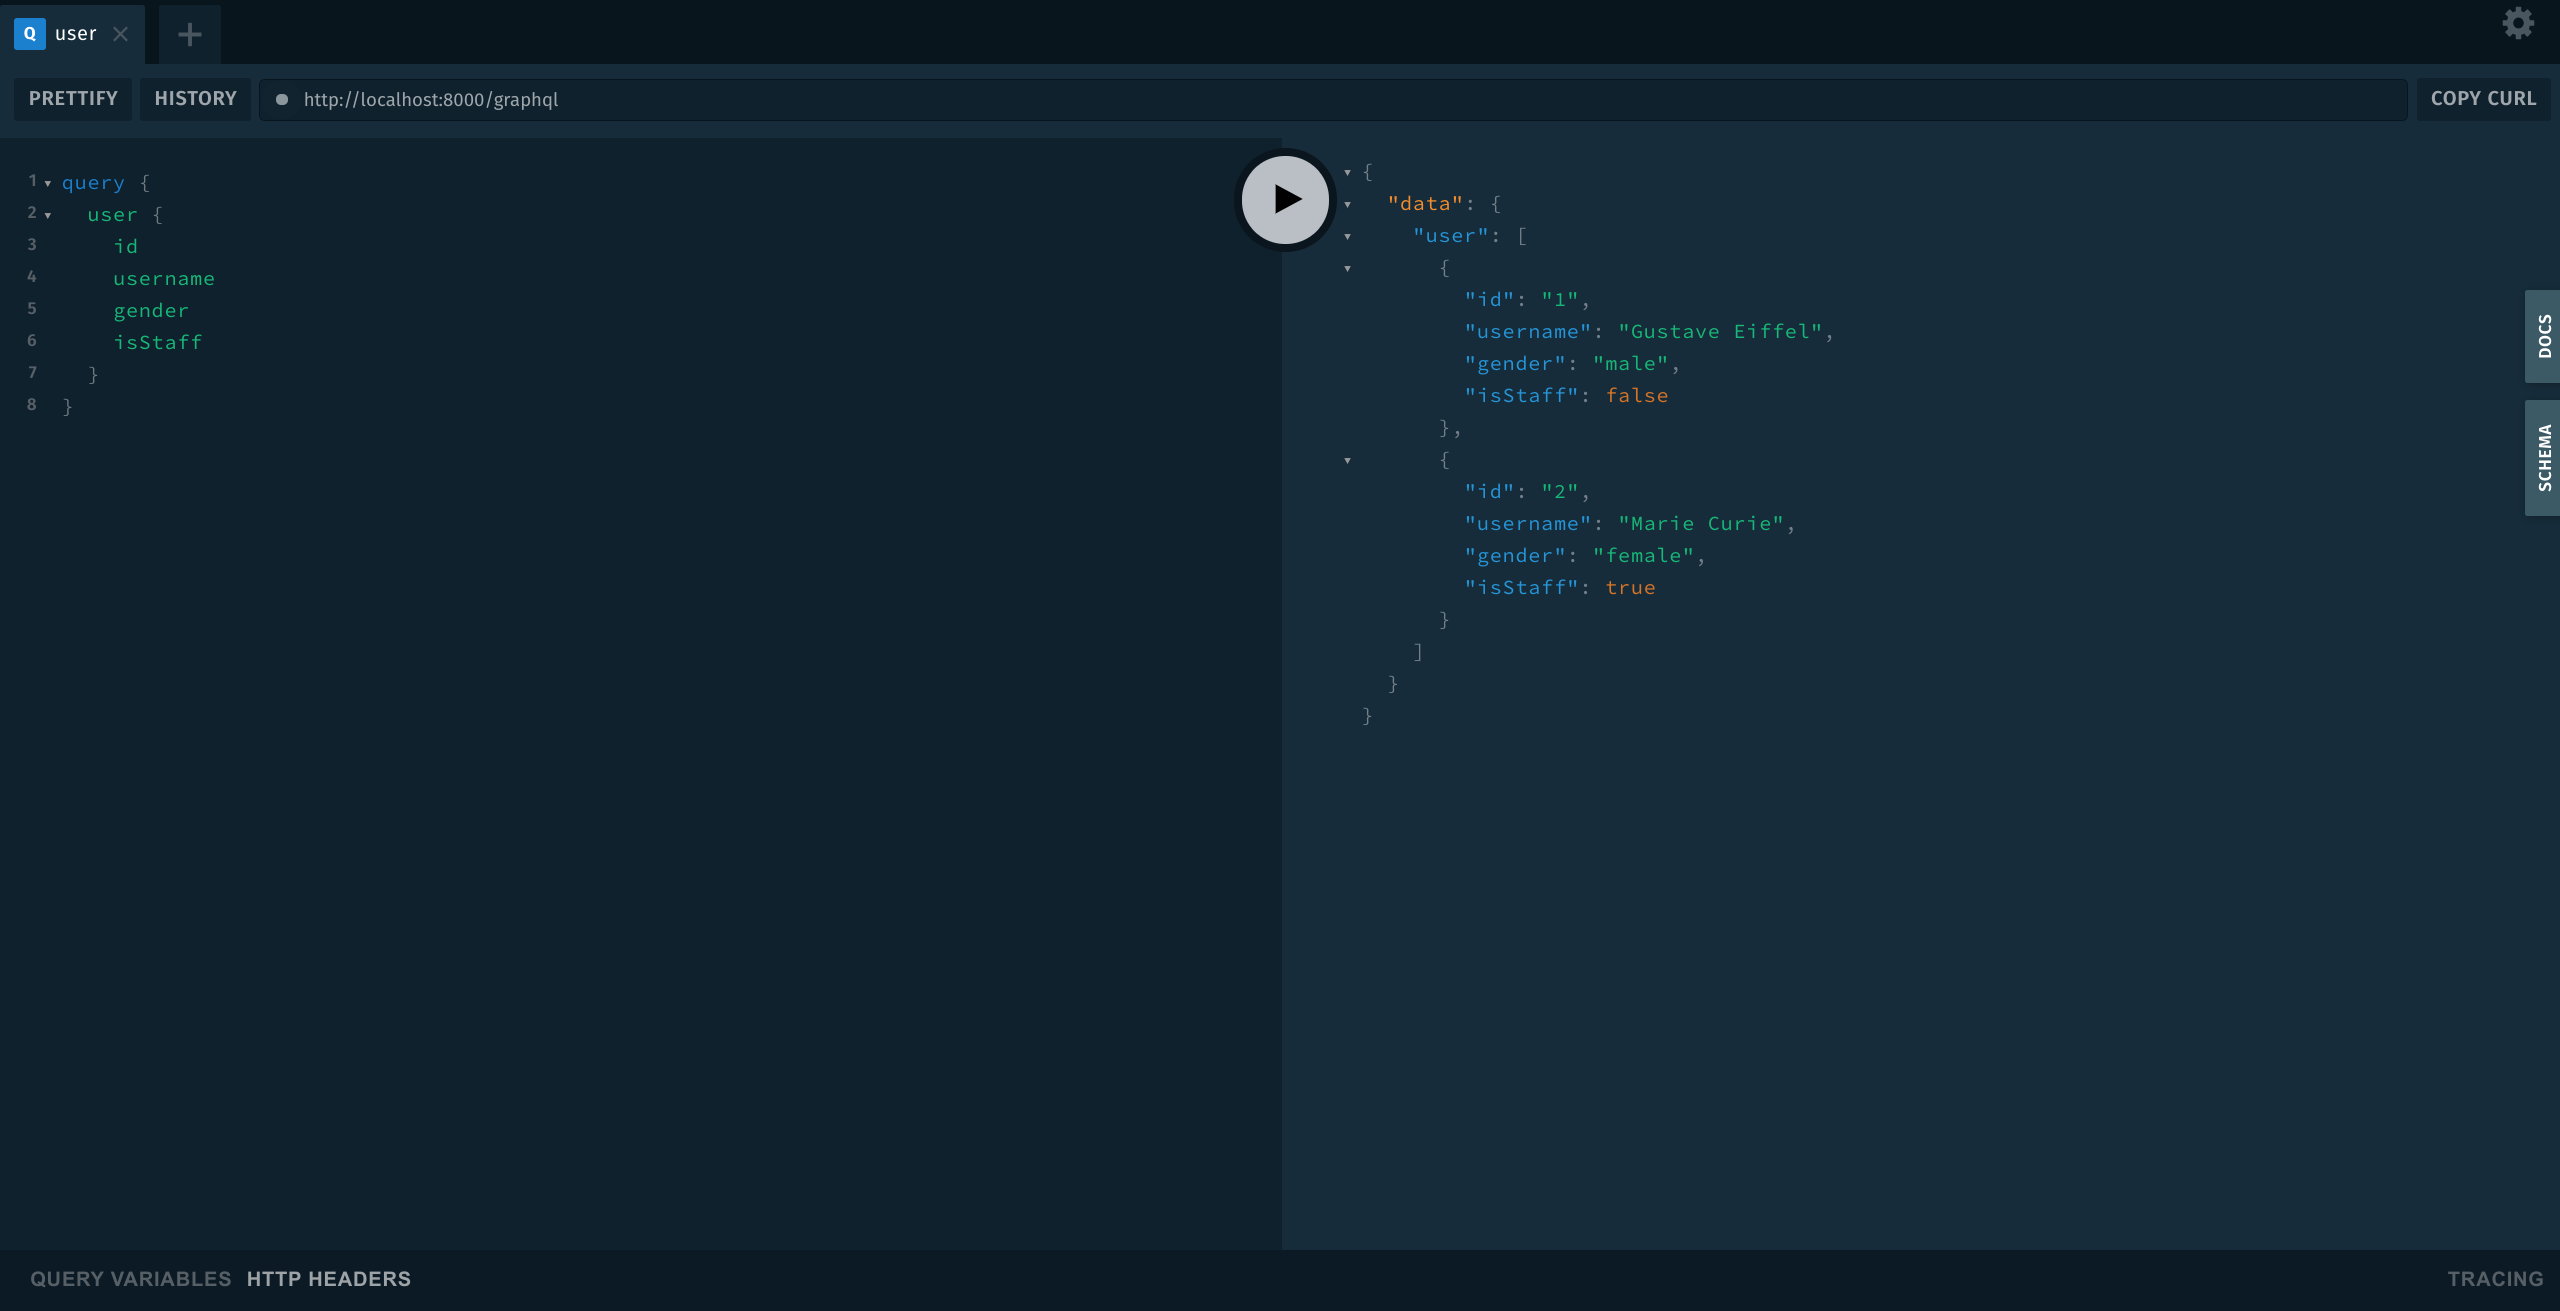 Q user
PRETTIFY HISTORY http://localhost:8000/graphql COPY CURL
1 query {
2   user {
3     id
4     username
5     gender
6     isStaff
7   }
8 }
{
  "data": {
    "user": [
      {
        "id": "1",
        "username": "Gustave Eiffel",
        "gender": "male",
        "isStaff": false
      },
      {
        "id": "2",
        "username": "Marie Curie",
        "gender": "female",
        "isStaff": true
      }
    ]
  }
}
DOCS
SCHEMA
QUERY VARIABLES HTTP HEADERS TRACING